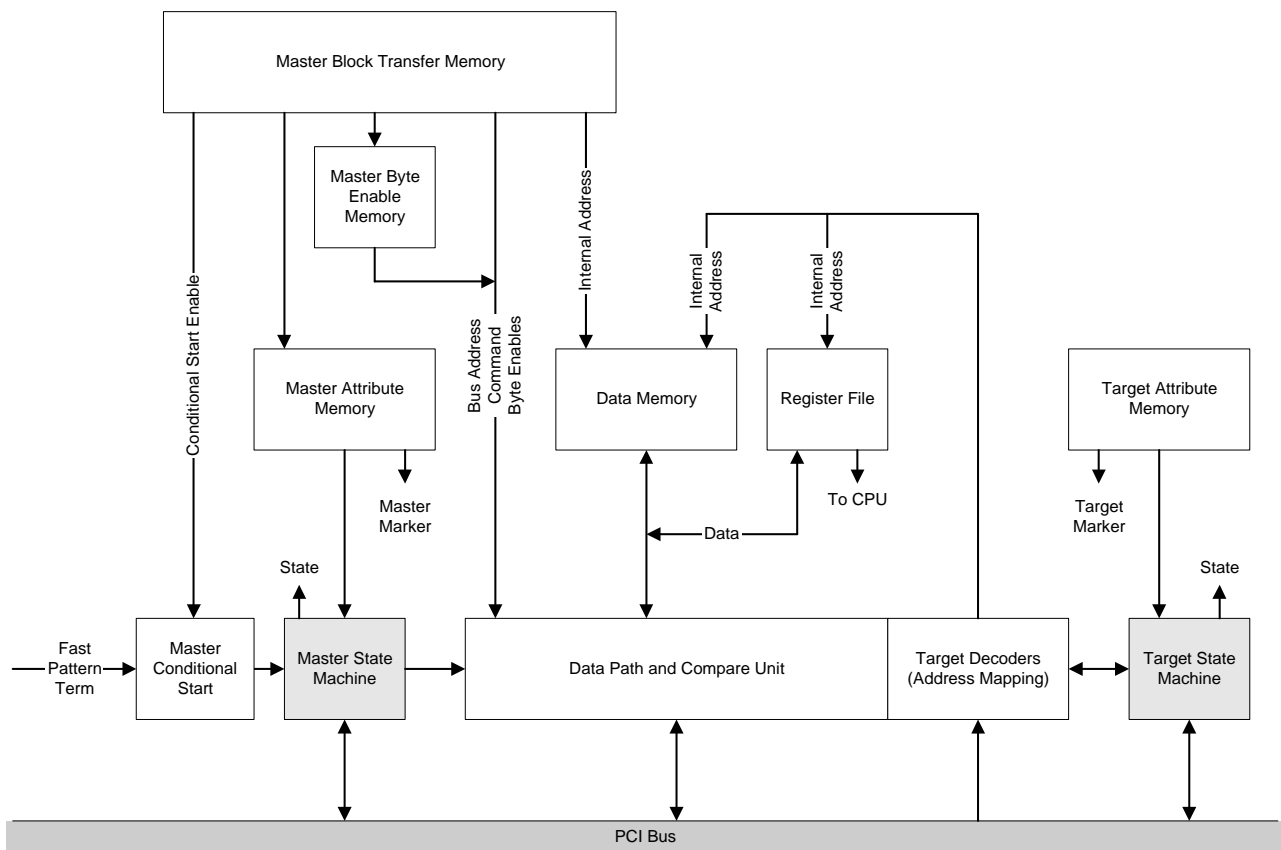 Master Block Transfer Memory
Master Byte
Enable
Memory
Conditional Start Enable
Internal Address
Internal
Address
Internal
Address
Bus Address
Command
Byte Enables
Master Attribute
Memory
Data Memory
Register File
Target Attribute
Memory
Master
Marker
To CPU
Target
Marker
Data
State
State
Fast
Pattern
Term
Master
Conditional
Start
Master State
Machine
Data Path and Compare Unit
Target Decoders
(Address Mapping)
Target State
Machine
PCI Bus